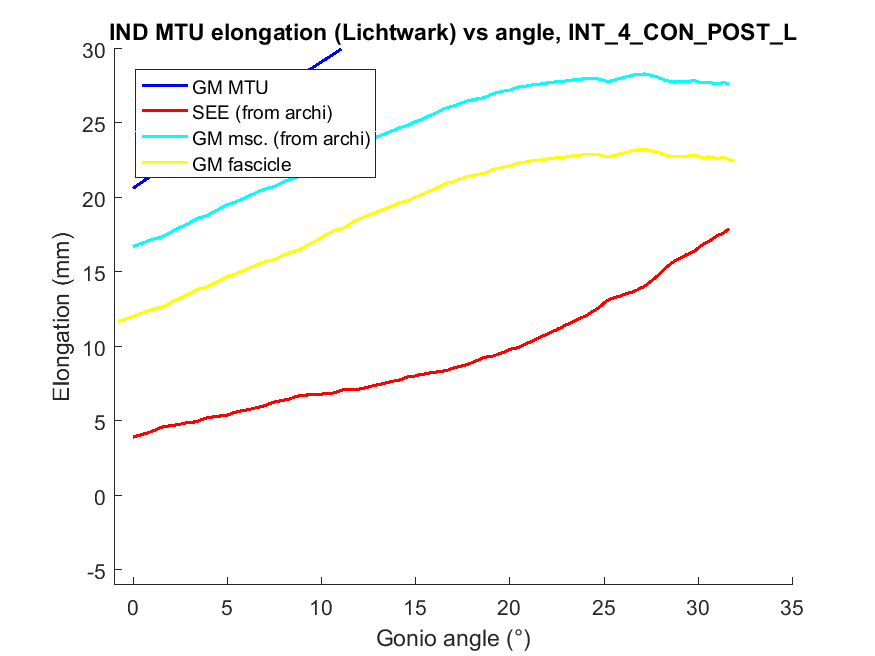 IND MTU elongation (Lichtwark) vs angle, INT_4_CON_POST_L
30
25
20
15
10
5
0
-5
Elongation (mm)
GM MTU
SEE (from archi)
GM msc. (from archi)
GM fascicle
0 5 10 15 20 25 30 35
Gonio angle (°)